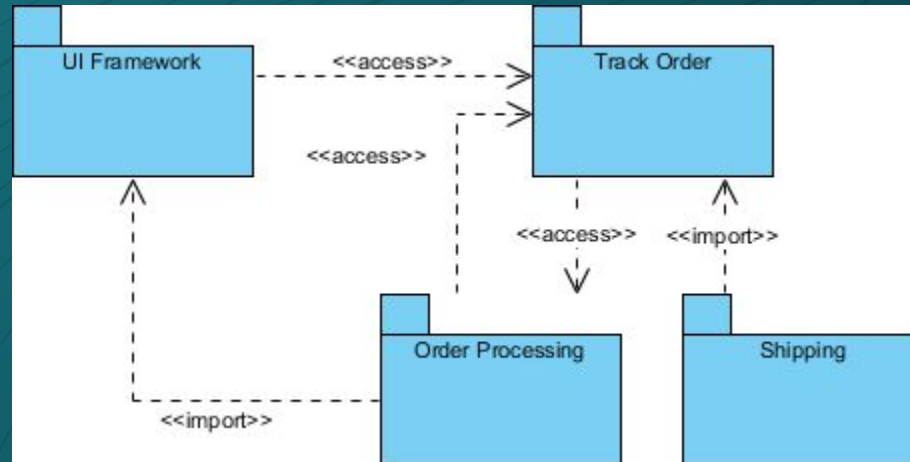 UI Framework
<<access>>
Track Order
<<access>>
<<access>>
<<import>>
Order Processing
Shipping
<<import>>